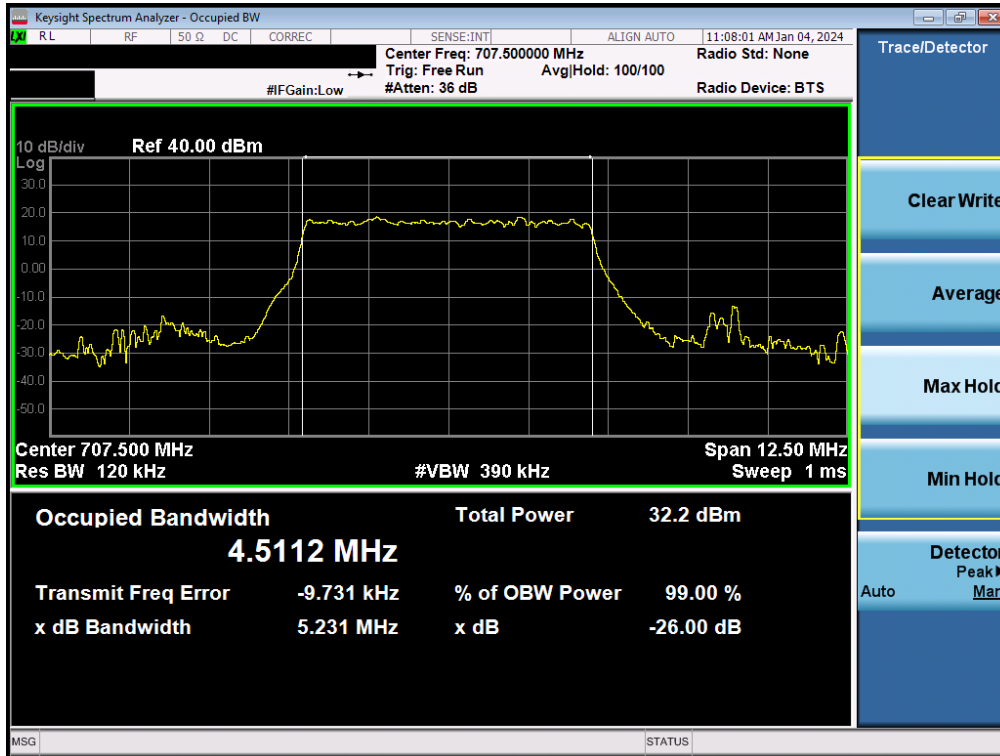 Keysight Spectrum Analyzer - Occupied BW
LXI RL RF 50 Ω DC CORREC SENSE:INT ALIGN AUTO 11:08:01 AM Jan 04, 2024
Center Freq: 707.500000 MHz Radio Std: None
Trig: Free Run Avg|Hold: 100/100
#IFGain:Low #Atten: 36 dB Radio Device: BTS
Trace/Detector
10 dB/div Ref 40.00 dBm
Log
30.0
20.0
10.0
0.00
-10.0
-20.0
-30.0
-40.0
-50.0
Center 707.500 MHz Span 12.50 MHz
Res BW 120 kHz #VBW 390 kHz Sweep 1 ms
Occupied Bandwidth Total Power 32.2 dBm
4.5112 MHz
Transmit Freq Error -9.731 kHz % of OBW Power 99.00 %
x dB Bandwidth 5.231 MHz x dB -26.00 dB
Clear Write
Average
Max Hold
Min Hold
Detector
Peak
Auto Man
MSG STATUS